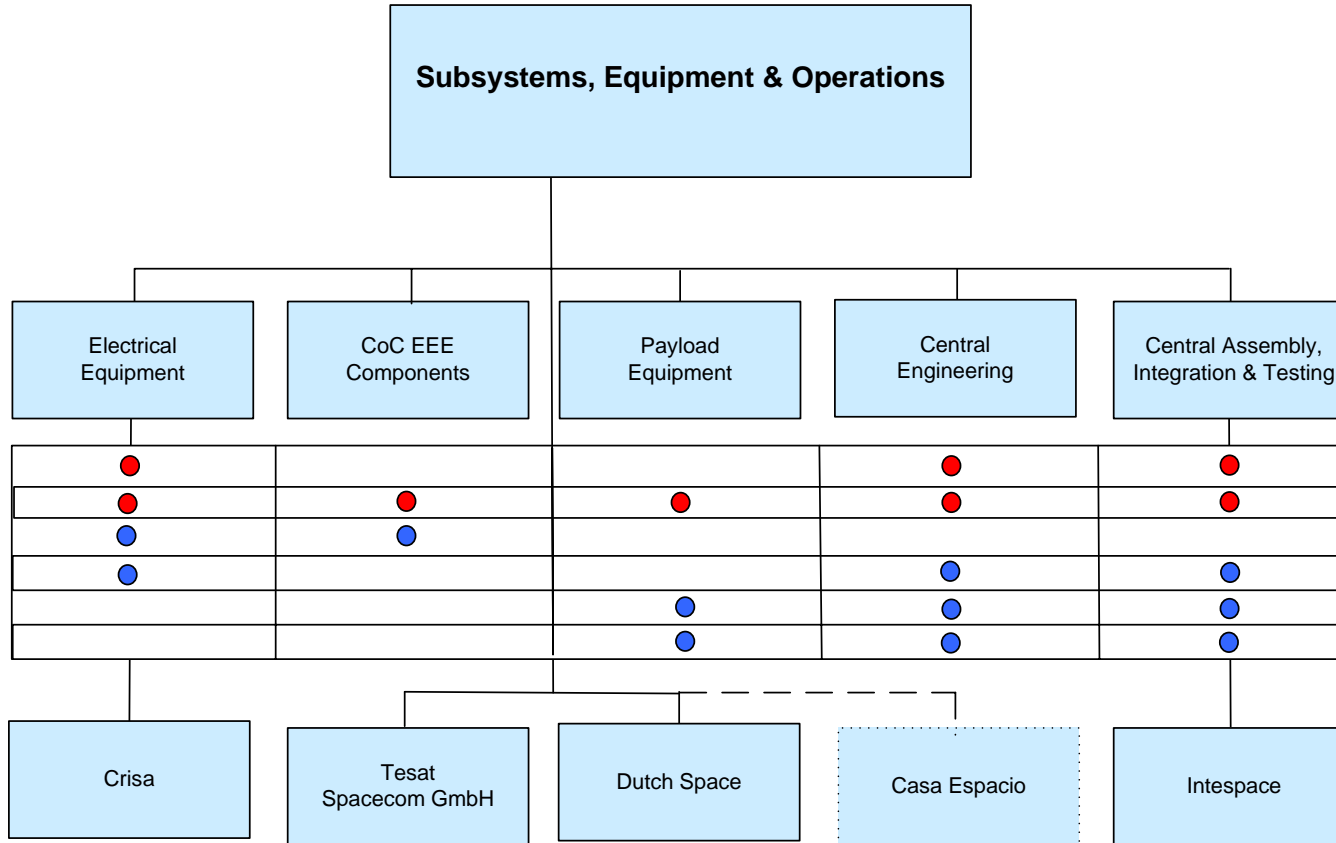 Subsystems, Equipment & Operations
Electrical
Equipment
CoC EEE
Components
Payload
Equipment
Central
Engineering
Central Assembly,
Integration & Testing
Crisa
Tesat
Spacecom GmbH
Dutch Space
Casa Espacio
Intespace